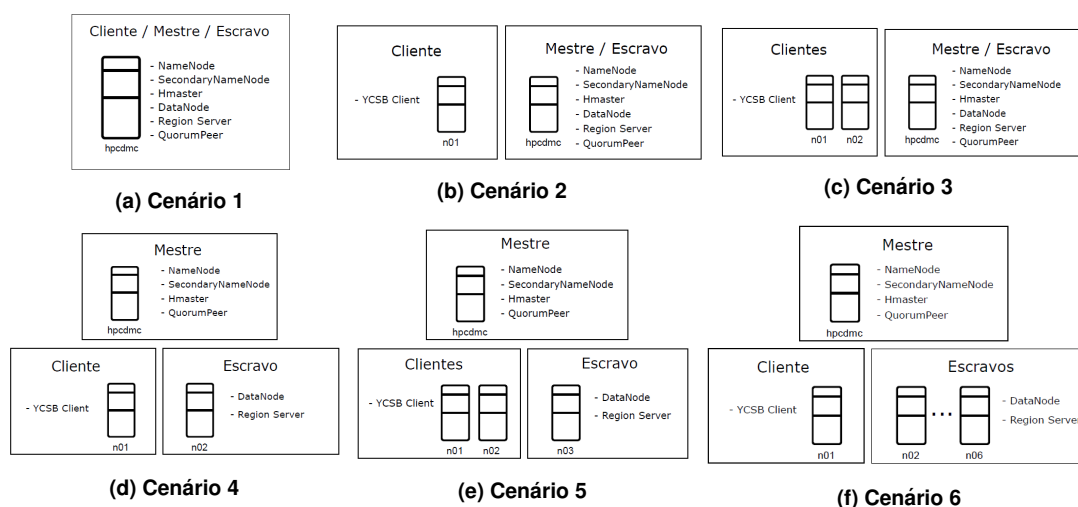 Cliente / Mestre / Escravo
- NameNode
- SecondaryNameNode
- Hmaster
- DataNode
- Region Server
- QuorumPeer
hpcdmc
(a) Cenário 1
Cliente
- YCSB Client
n01
Mestre / Escravo
- NameNode
- SecondaryNameNode
- Hmaster
- DataNode
- Region Server
- QuorumPeer
hpcdmc
(b) Cenário 2
Clientes
- YCSB Client
n01 n02
Mestre / Escravo
- NameNode
- SecondaryNameNode
- Hmaster
- DataNode
- Region Server
- QuorumPeer
hpcdmc
(c) Cenário 3
Mestre
- NameNode
- SecondaryNameNode
- Hmaster
- QuorumPeer
hpcdmc
Cliente
- YCSB Client
n01
Escravo
- DataNode
- Region Server
n02
(d) Cenário 4
Mestre
- NameNode
- SecondaryNameNode
- Hmaster
- QuorumPeer
hpcdmc
Clientes
- YCSB Client
n01 n02
Escravo
- DataNode
- Region Server
n03
(e) Cenário 5
Mestre
- NameNode
- SecondaryNameNode
- Hmaster
- QuorumPeer
hpcdmc
Cliente
- YCSB Client
n01
Escravos
- DataNode
- Region Server
...
n02 n06
(f) Cenário 6